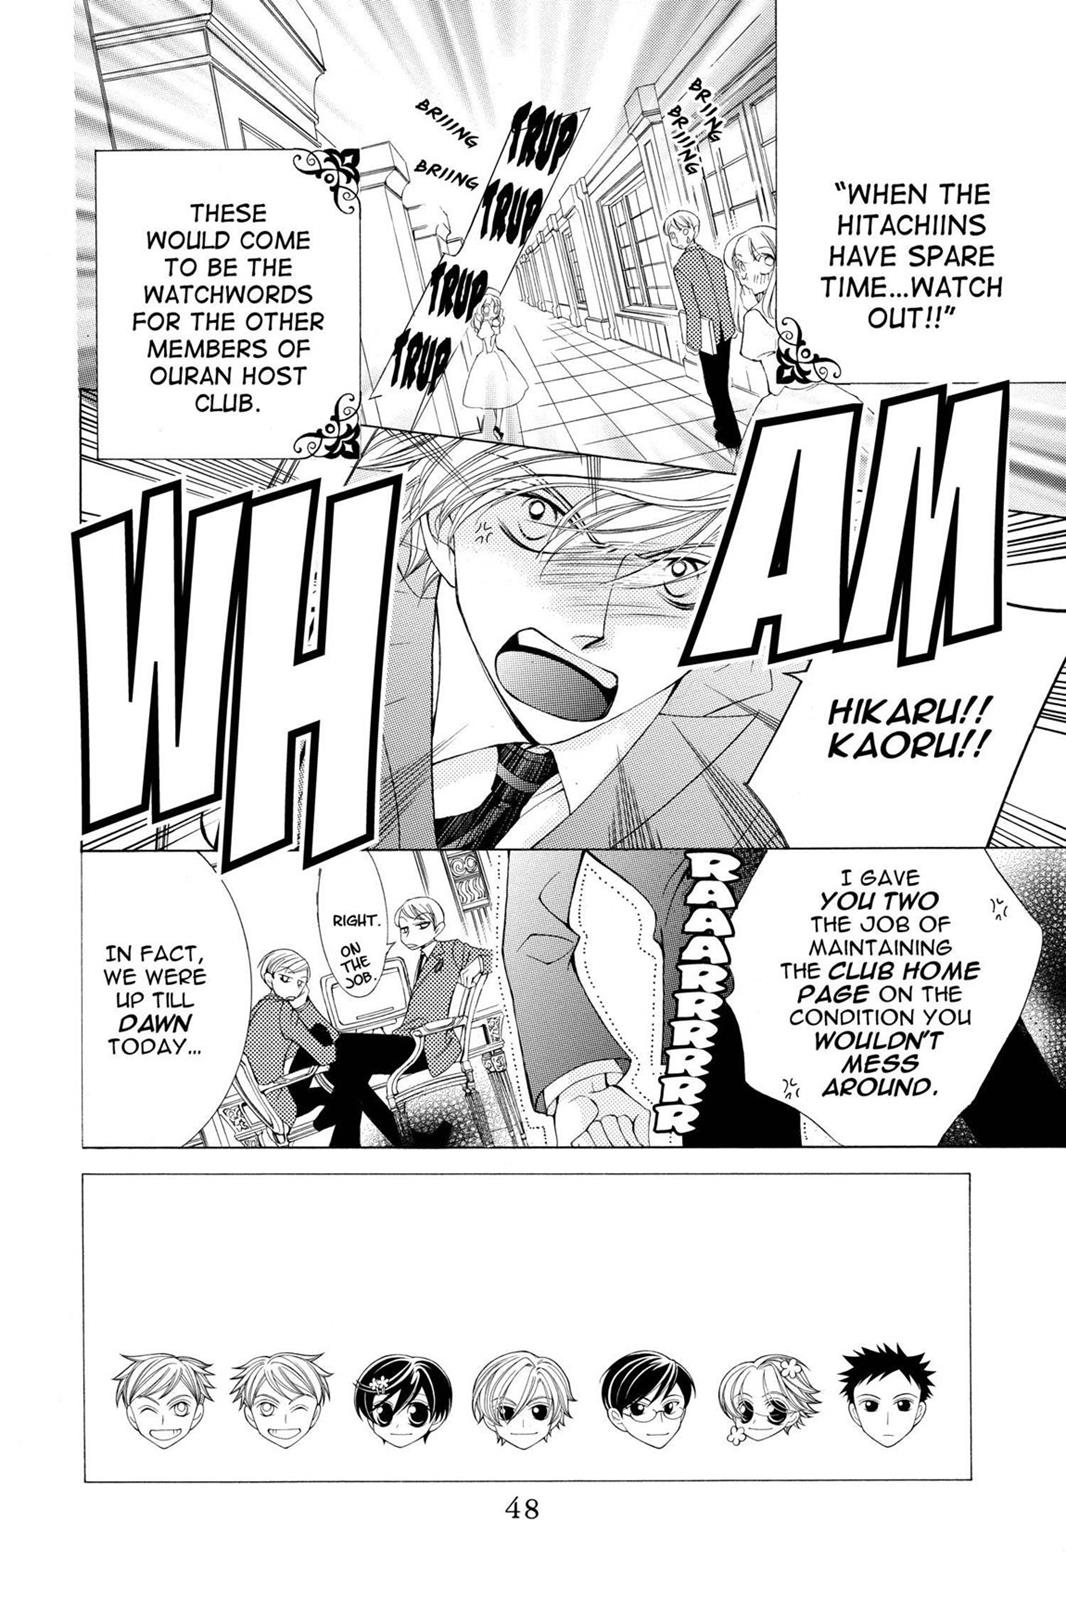 "WHEN THE
HITACHIINS
HAVE SPARE
TIME...WATCH
OUT!!"
BRIIING
BRIIING
TRUP
TRUP
TRUP
TRUP
BRIIING
BRIIING
THESE
WOULD COME
TO BE THE
WATCHWORDS
FOR THE OTHER
MEMBERS OF
OURAN HOST
CLUB.
WHAM
HIKARU!!
KAORU!!
I GAVE
YOU TWO
THE JOB OF
MAINTAINING
THE CLUB HOME
PAGE ON THE
CONDITION YOU
WOULDN'T
MESS
AROUND.
RAAAARRRRRR
RIGHT.
ON
THE
JOB.
IN FACT,
WE WERE
UP TILL
DAWN
TODAY...
48